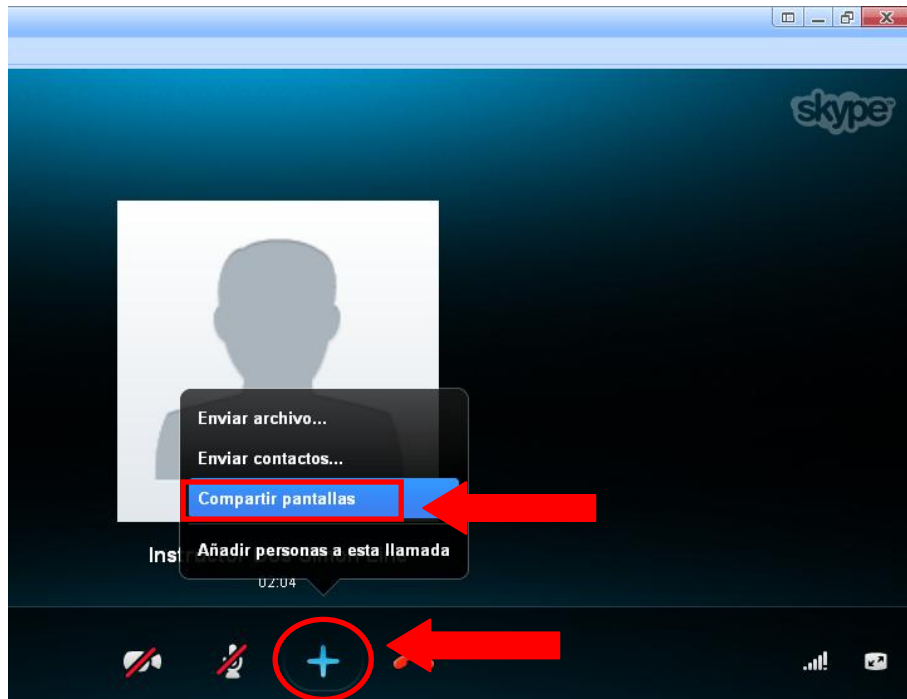 skype
Enviar archivo...
Enviar contactos...
Compartir pantallas
Añadir personas a esta llamada
02:04